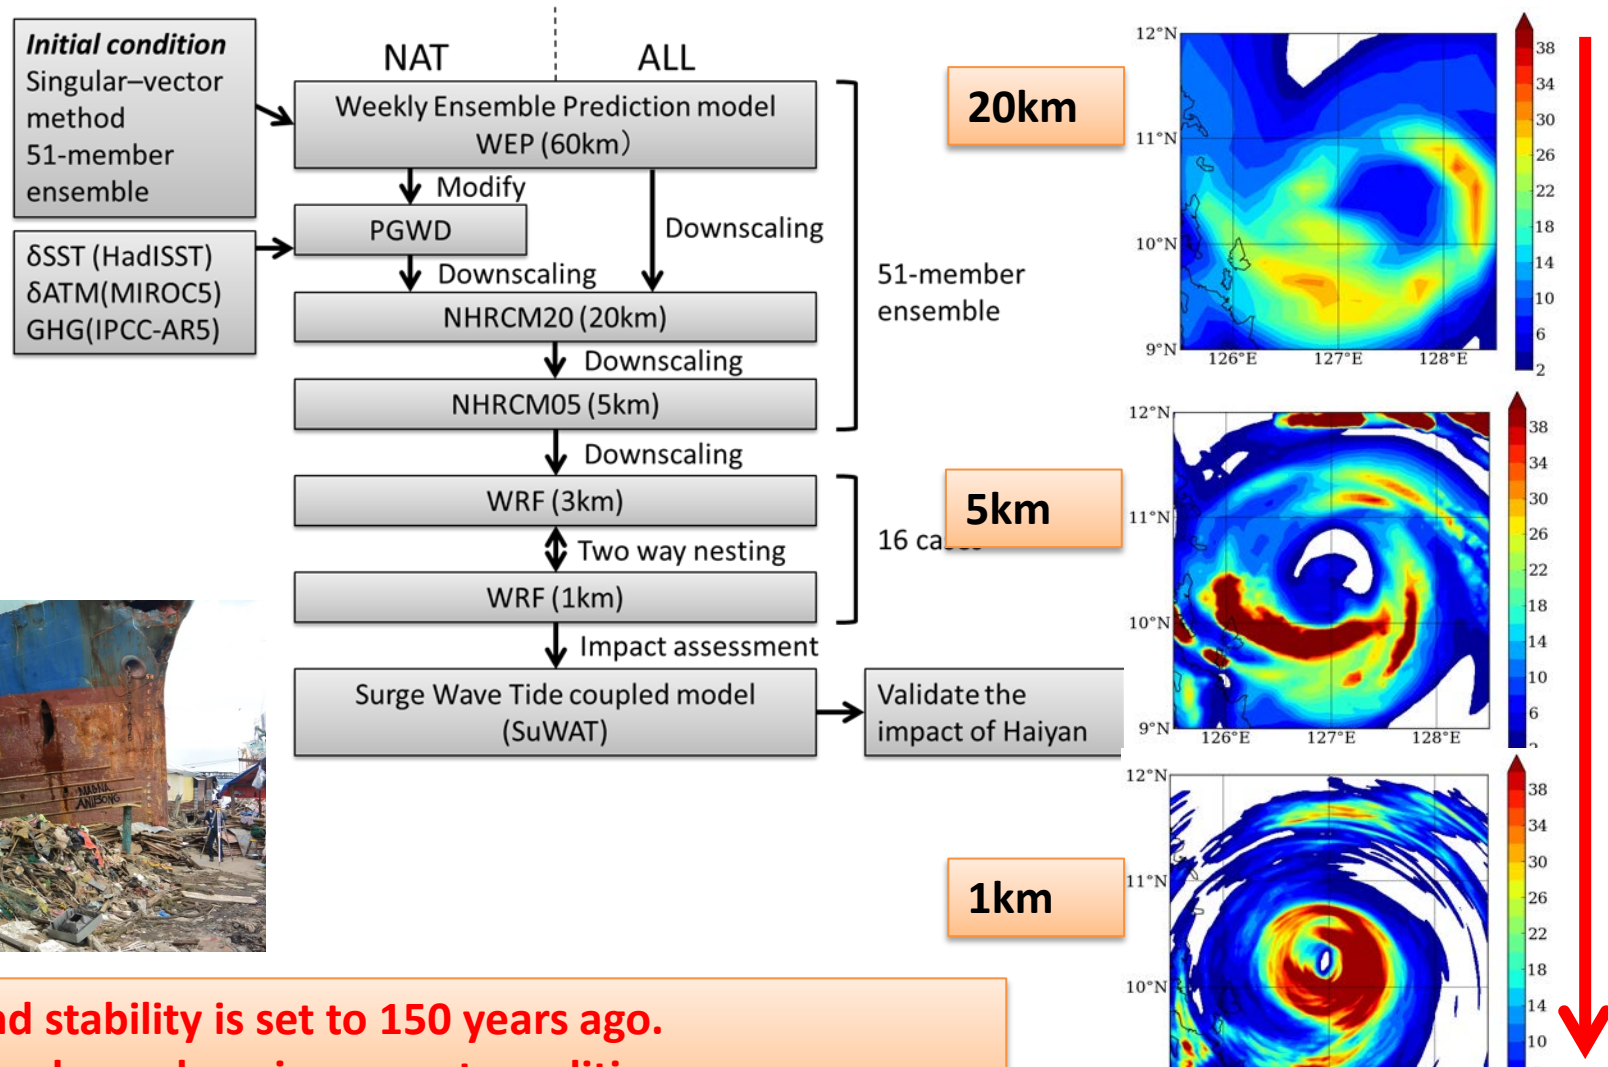 Initial condition
Singular–vector
method
51-member
ensemble
δSST (HadISST)
δATM(MIROC5)
GHG(IPCC-AR5)
NAT
ALL
Weekly Ensemble Prediction model
WEP (60km）
Modify
PGWD
Downscaling
Downscaling
NHRCM20 (20km)
Downscaling
NHRCM05 (5km)
51-member
ensemble
Downscaling
WRF (3km)
Two way nesting
WRF (1km)
16
Impact assessment
Surge Wave Tide coupled model
(SuWAT)
Validate the
impact of Haiyan
20km
12°N
11°N
10°N
9°N
126°E 127°E 128°E
38
34
30
26
22
18
14
10
6
2
5km
12°N
11°N
10°N
9°N
126°E 127°E 128°E
38
34
30
26
22
18
14
10
6
1km
12°N
11°N
10°N
38
34
30
26
22
18
14
10
stability is set to 150 years ago.